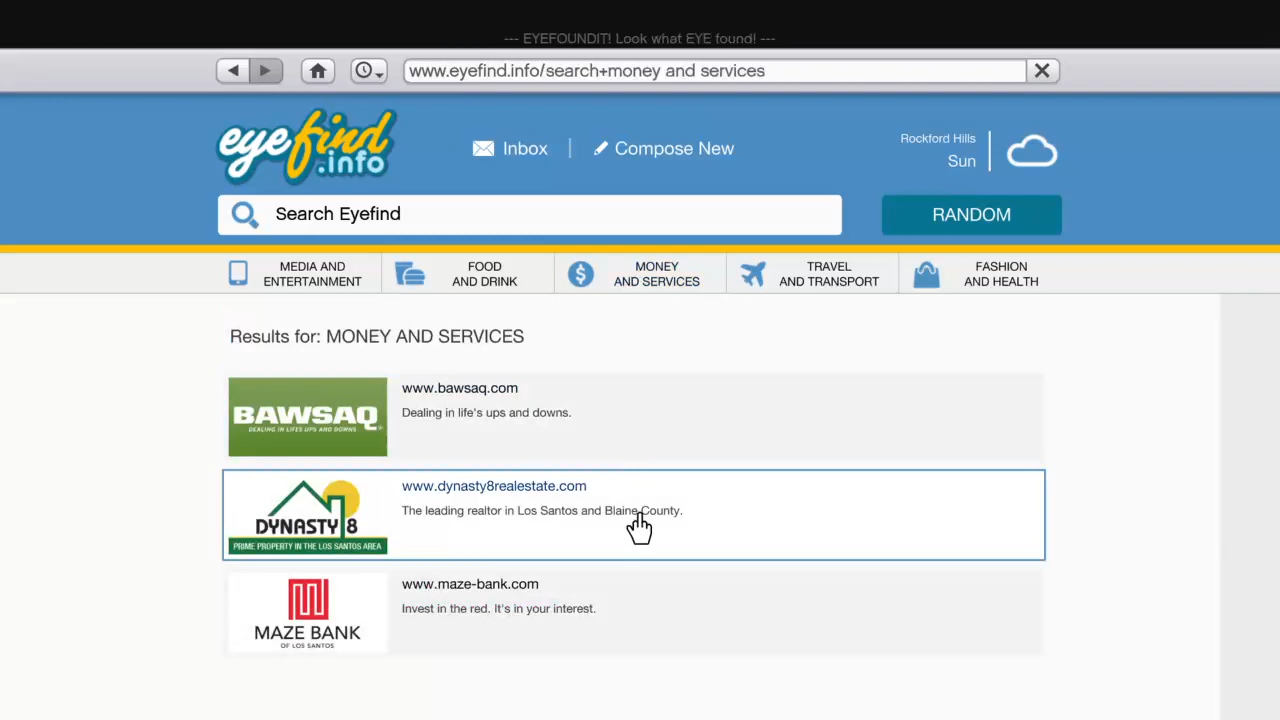 --- EYEFOUNDIT! Look what EYE found! ---
www.eyefind.info/search+money and services
eyefind
.info
Inbox
Compose New
Rockford Hills
Sun
Search Eyefind
RANDOM
MEDIA AND
ENTERTAINMENT
FOOD
AND DRINK
MONEY
AND SERVICES
TRAVEL
AND TRANSPORT
FASHION
AND HEALTH
Results for: MONEY AND SERVICES
BAWSAQ
DEALING IN LIFES UPS AND DOWNS
www.bawsaq.com
Dealing in life's ups and downs.
DYNASTY 8
PRIME PROPERTY IN THE LOS SANTOS AREA
www.dynasty8realestate.com
The leading realtor in Los Santos and Blaine County.
MAZE BANK
OF LOS SANTOS
www.maze-bank.com
Invest in the red. It's in your interest.